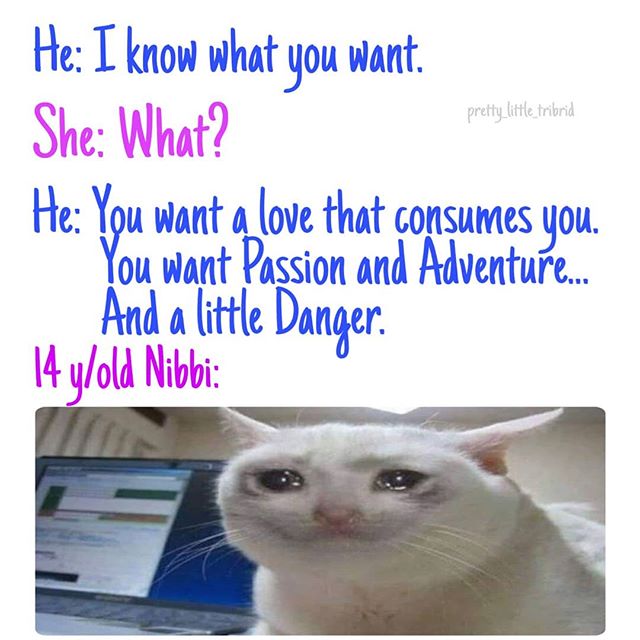 He: I know what you want.
pretty_little_tribrid
She: What?
He: You want a love that consumes you.
You want Passion and Adventure...
And a little Danger.
14 y/old Nibbi: